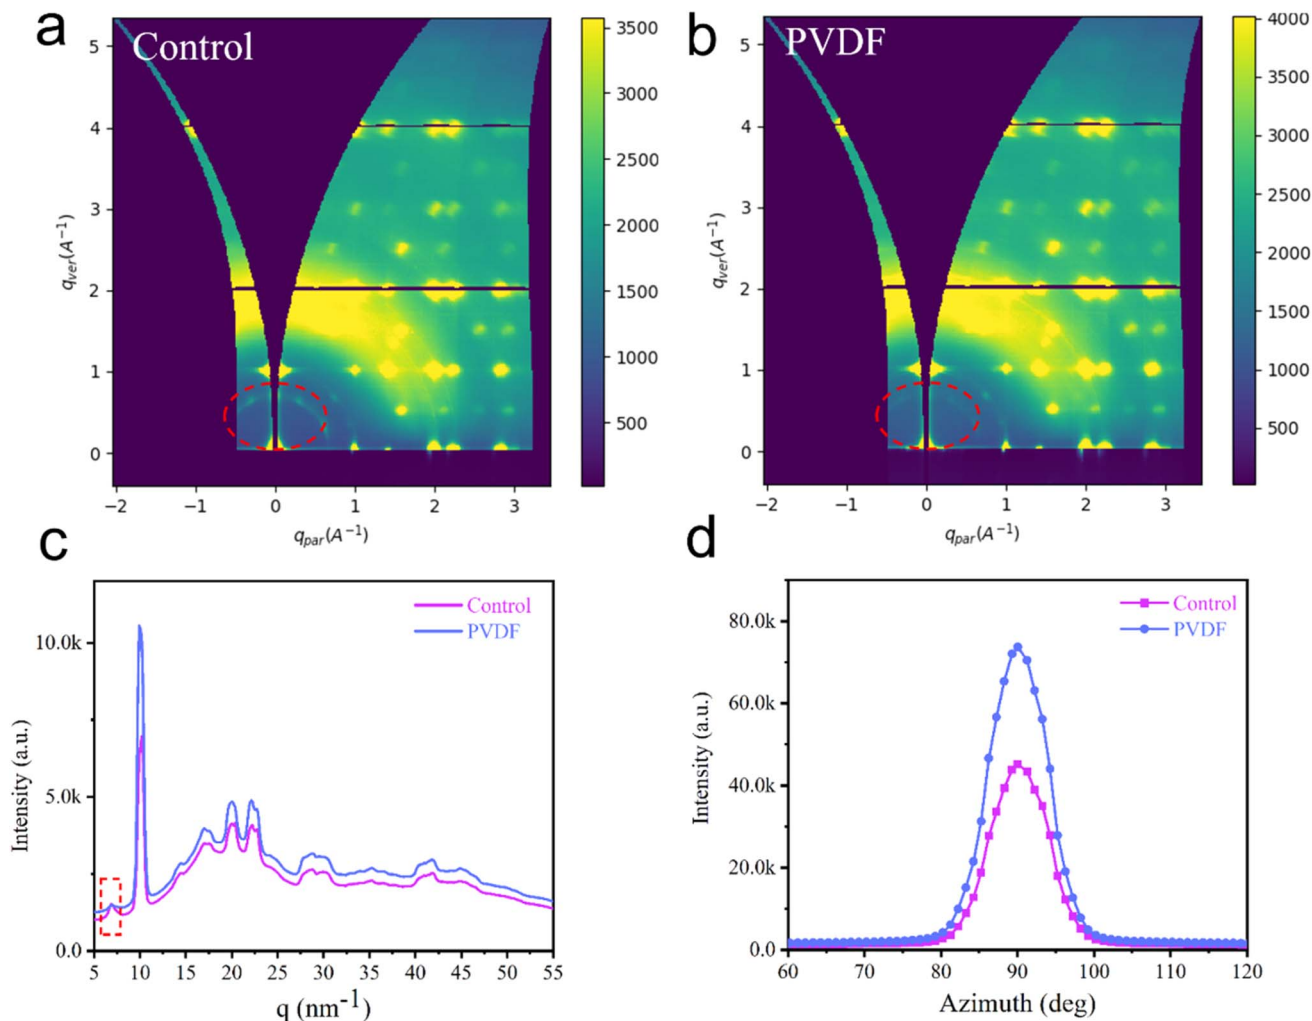 a
Control
5
4
3
2
1
0
q_ver(A⁻¹)
−2 −1 0 1 2 3
q_par(A⁻¹)
3500
3000
2500
2000
1500
1000
500
b
PVDF
5
4
3
2
1
0
q_ver(A⁻¹)
−2 −1 0 1 2 3
q_par(A⁻¹)
4000
3500
3000
2500
2000
1500
1000
500
c
Control
PVDF
10.0k
5.0k
0.0
Intensity (a.u.)
5 10 15 20 25 30 35 40 45 50 55
q (nm⁻¹)
d
Control
PVDF
80.0k
60.0k
40.0k
20.0k
0.0
Intensity (a.u.)
60 70 80 90 100 110 120
Azimuth (deg)